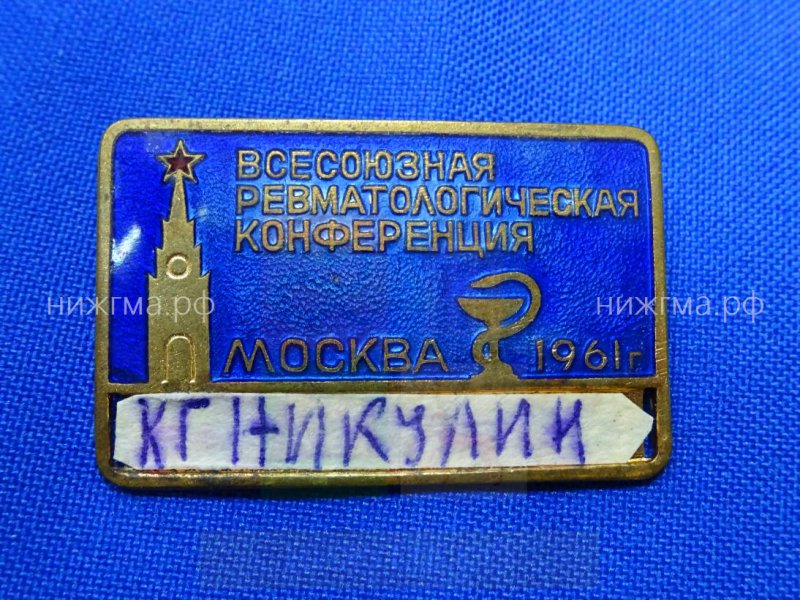 ВСЕСОЮЗНАЯ
РЕВМАТОЛОГИЧЕСКАЯ
КОНФЕРЕНЦИЯ
нижгма.рф нижгма.рф
МОСКВА 1961г.
КГ НИКУЛИН